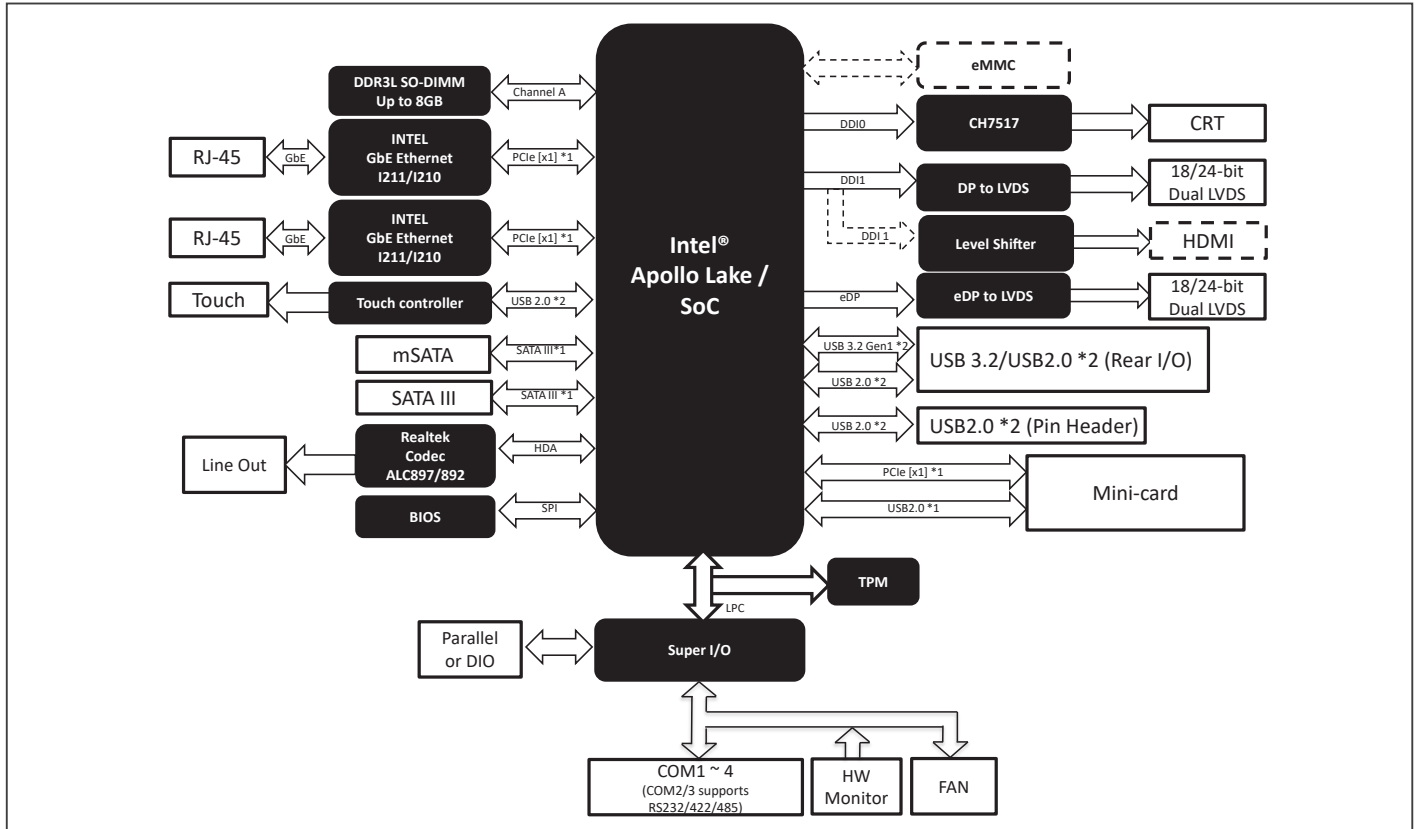 DDR3L SO-DIMM
Up to 8GB
Channel A
RJ-45
GbE
INTEL
GbE Ethernet
I211/I210
PCIe [x1] *1
RJ-45
GbE
INTEL
GbE Ethernet
I211/I210
PCIe [x1] *1
Touch
Touch controller
USB 2.0 *2
mSATA
SATA III*1
SATA III
SATA III *1
Line Out
Realtek
Codec
ALC897/892
HDA
BIOS
SPI
Intel®
Apollo Lake /
SoC
eMMC
DDI0
CH7517
CRT
DDI1
DP to LVDS
18/24-bit
Dual LVDS
DDI 1
Level Shifter
HDMI
eDP
eDP to LVDS
18/24-bit
Dual LVDS
USB 3.2 Gen1 *2
USB 2.0 *2
USB 3.2/USB2.0 *2 (Rear I/O)
USB 2.0 *2
USB2.0 *2 (Pin Header)
PCIe [x1] *1
USB2.0 *1
Mini-card
TPM
LPC
Parallel
or DIO
Super I/O
COM1 ~ 4
(COM2/3 supports
RS232/422/485)
HW
Monitor
FAN